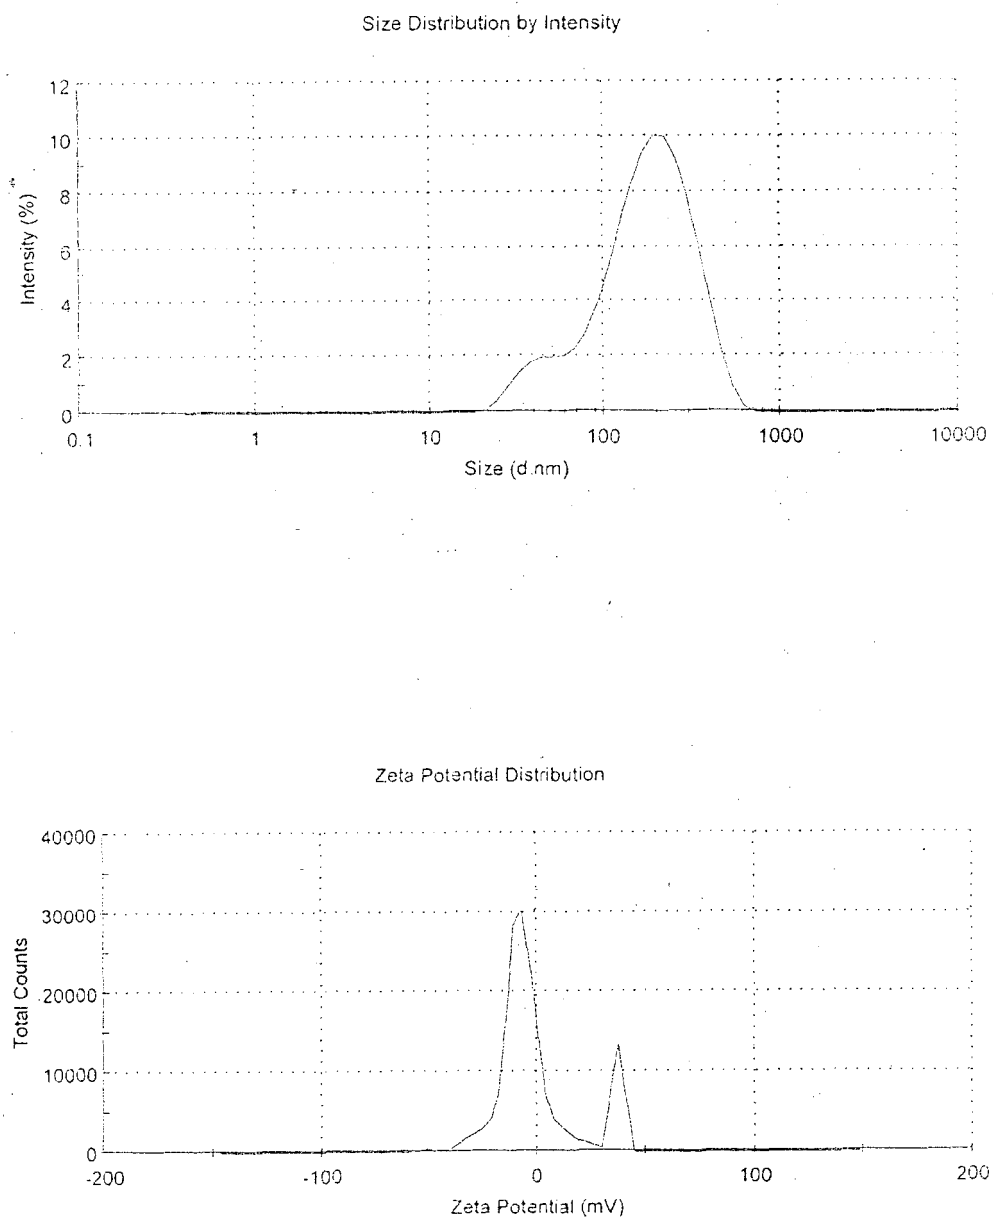 Size Distribution by Intensity
12
10
8
6
4
2
0
Intensity (%)
0.1 1 10 100 1000 10000
Size (d.nm)
Zeta Potential Distribution
40000
30000
20000
10000
0
Total Counts
-200 -100 0 100 200
Zeta Potential (mV)